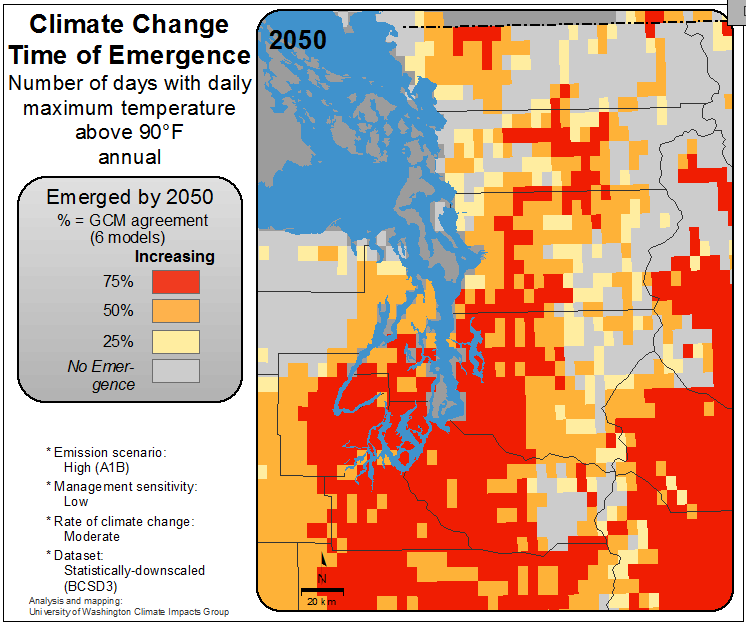 Climate Change
Time of Emergence
Number of days with daily
maximum temperature
above 90°F
annual
Emerged by 2050
% = GCM agreement
(6 models)
Increasing
75%
50%
25%
No Emer-
gence
* Emission scenario:
High (A1B)
* Management sensitivity:
Low
* Rate of climate change:
Moderate
* Dataset:
Statistically-downscaled
(BCSD3)
Analysis and mapping:
University of Washington Climate Impacts Group
2050
N
20 km